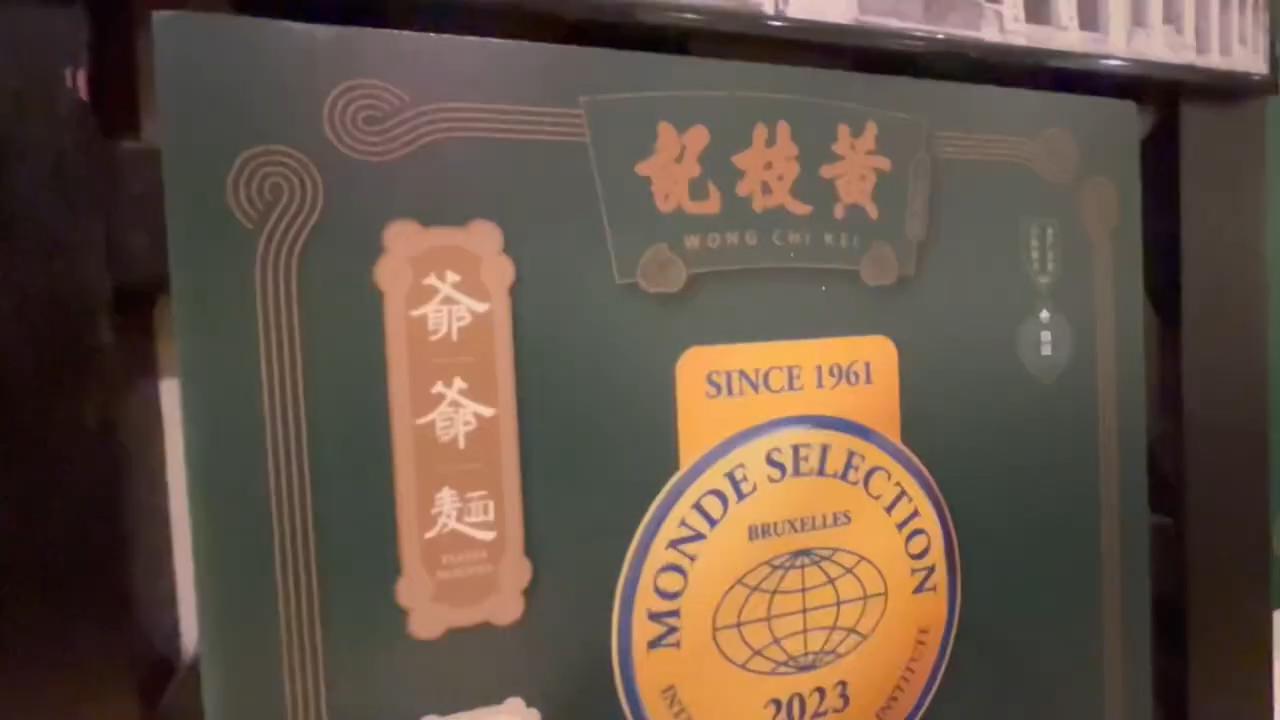 黃枝記
WONG CHI KEI
爺爺麵
SINCE 1961
MONDE SELECTION
BRUXELLES
2023